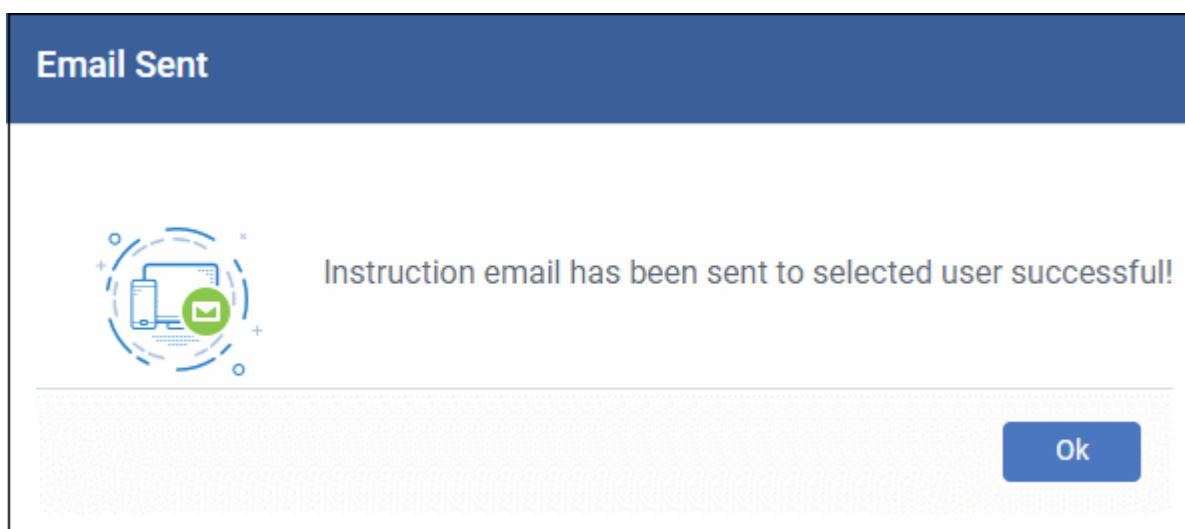 Email Sent
Instruction email has been sent to selected user successful!
Ok